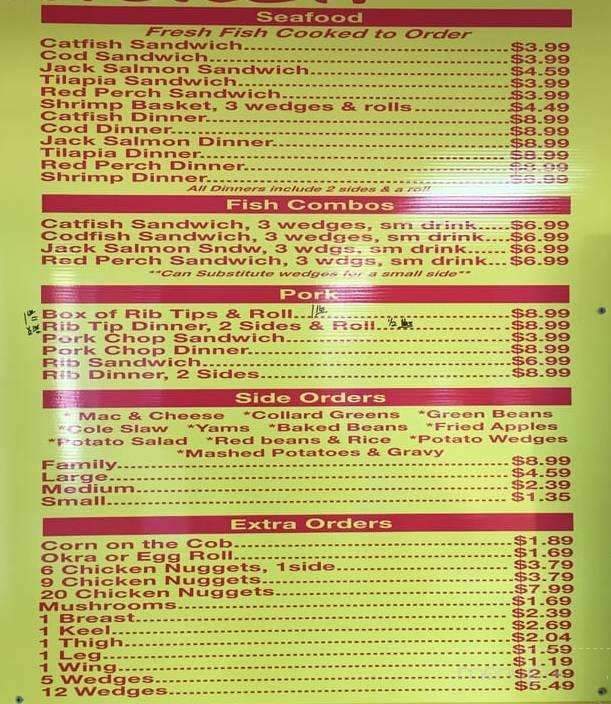 Seafood
Fresh Fish Cooked to Order
Catfish Sandwich $3.99
Cod Sandwich $3.99
Jack Salmon Sandwich $4.59
Tilapia Sandwich $3.99
Red Perch Sandwich $3.99
Shrimp Basket, 3 wedges & rolls $4.49
Catfish Dinner $8.99
Cod Dinner $8.99
Jack Salmon Dinner $8.99
Tilapia Dinner $8.99
Red Perch Dinner $8.99
Shrimp Dinner
All Dinners include 2 sides & a roll
Fish Combos
Catfish Sandwich, 3 wedges, sm drink $6.99
Codfish Sandwich, 3 wedges, sm drink $6.99
Jack Salmon Sndw, 3 wdgs, sm drink $6.99
Red Perch Sandwich, 3 wdgs, sm drink $6.99
**Can Substitute wedges for a small side**
Pork
Box of Rib Tips & Roll $8.99
Rib Tip Dinner, 2 Sides & Roll $8.99
Pork Chop Sandwich $3.99
Pork Chop Dinner $8.99
Rib Sandwich $6.99
Rib Dinner, 2 Sides $8.99
Side Orders
*Mac & Cheese *Collard Greens *Green Beans
*Cole Slaw *Yams *Baked Beans *Fried Apples
*Potato Salad *Red beans & Rice *Potato Wedges
*Mashed Potatoes & Gravy
Family $8.99
Large $4.59
Medium $2.39
Small $1.35
Extra Orders
Corn on the Cob $1.89
Okra or Egg Roll $1.69
6 Chicken Nuggets, 1side $3.79
9 Chicken Nuggets $3.79
20 Chicken Nuggets $7.99
Mushrooms $1.69
1 Breast $2.39
1 Keel $2.69
1 Thigh $2.04
1 Leg $1.59
1 Wing $1.19
5 Wedges $2.49
12 Wedges $5.49